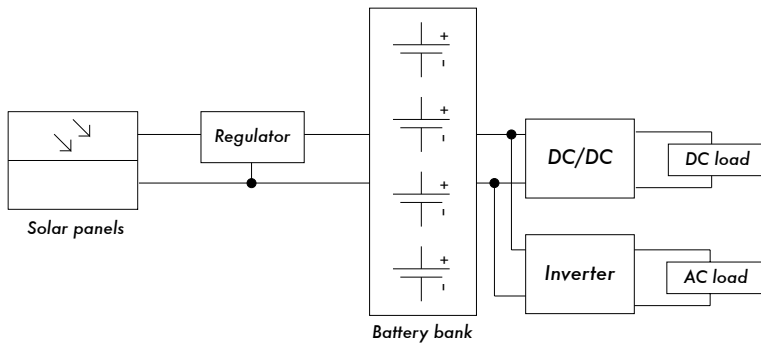 Solar panels
Regulator
+
-
+
-
+
-
+
-
Battery bank
DC/DC
DC load
Inverter
AC load